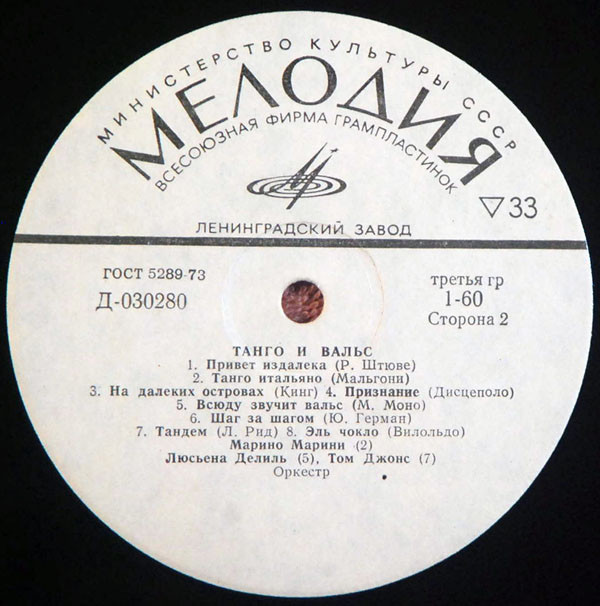 МИНИСТЕРСТВО КУЛЬТУРЫ СССР
МЕЛОДИЯ
ВСЕСОЮЗНАЯ ФИРМА ГРАМПЛАСТИНОК
33
ЛЕНИНГРАДСКИЙ ЗАВОД
ГОСТ 5289-73
Д-030280
третья гр
1-60
Сторона 2
ТАНГО И ВАЛЬС
1. Привет издалека (Р. Штюве)
2. Танго итальяно (Мальгони)
3. На далеких островах (Кинг) 4. Признание (Дисцеполо)
5. Всюду звучит вальс (М. Моно)
6. Шаг за шагом (Ю. Герман)
7. Тандем (Л. Рид) 8. Эль чокло (Вилольдо)
Марино Марини (2)
Люсьена Делиль (5), Том Джонс (7)
Оркестр